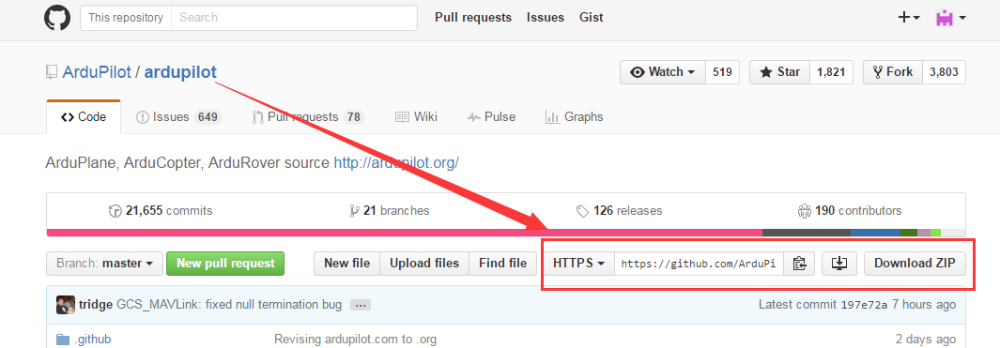 This repository Search Pull requests Issues Gist
ArduPilot / ardupilot Watch 519 Star 1,821 Fork 3,803
Code Issues 649 Pull requests 78 Wiki Pulse Graphs
ArduPlane, ArduCopter, ArduRover source http://ardupilot.org/
21,655 commits 21 branches 126 releases 190 contributors
Branch: master New pull request New file Upload files Find file HTTPS https://github.com/ArduPi Download ZIP
tridge GCS_MAVLink: fixed null termination bug ... Latest commit 197e72a 7 hours ago
.github Revising ardupilot.com to .org 2 days ago